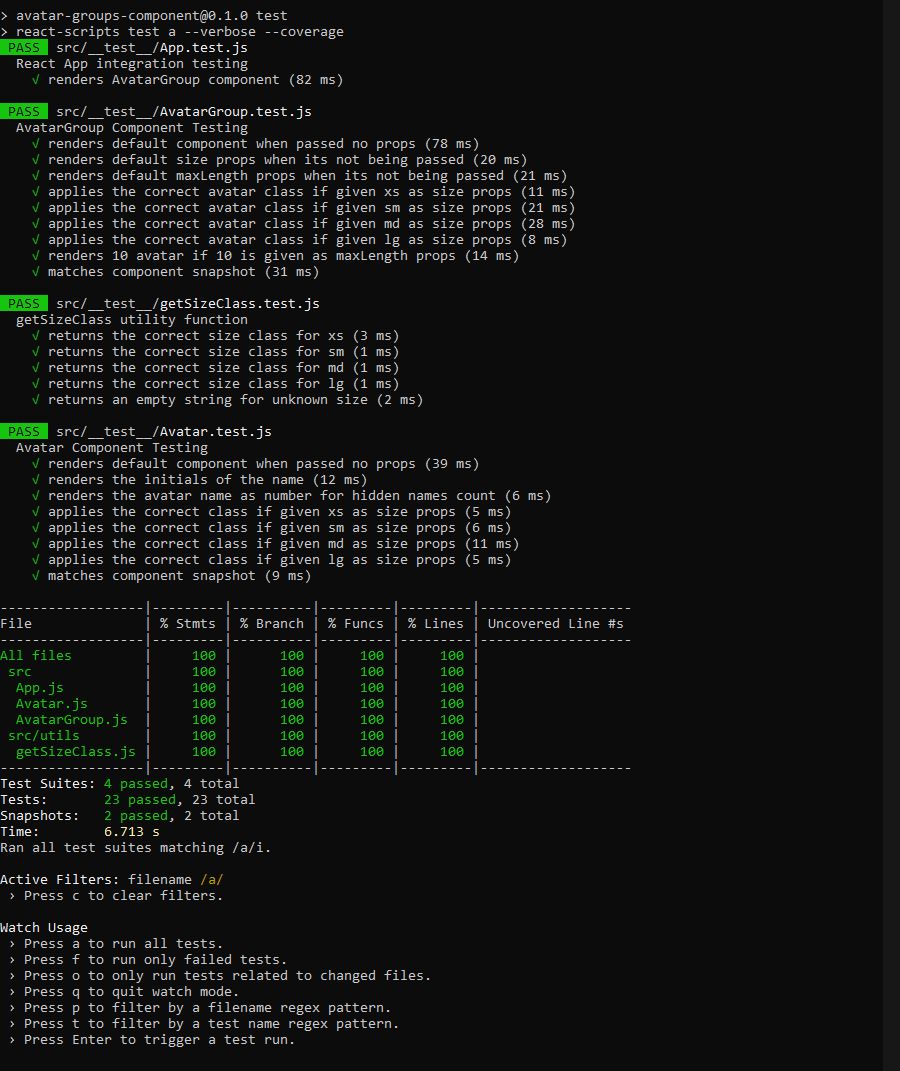 > avatar-groups-component@0.1.0 test
> react-scripts test a --verbose --coverage
PASS src/__test__/App.test.js
React App integration testing
√ renders AvatarGroup component (82 ms)
PASS src/__test__/AvatarGroup.test.js
AvatarGroup Component Testing
√ renders default component when passed no props (78 ms)
√ renders default size props when its not being passed (20 ms)
√ renders default maxLength props when its not being passed (21 ms)
√ applies the correct avatar class if given xs as size props (11 ms)
√ applies the correct avatar class if given sm as size props (21 ms)
√ applies the correct avatar class if given md as size props (28 ms)
√ applies the correct avatar class if given lg as size props (8 ms)
√ renders 10 avatar if 10 is given as maxLength props (14 ms)
√ matches component snapshot (31 ms)
PASS src/__test__/getSizeClass.test.js
getSizeClass utility function
√ returns the correct size class for xs (3 ms)
√ returns the correct size class for sm (1 ms)
√ returns the correct size class for md (1 ms)
√ returns the correct size class for lg (1 ms)
√ returns an empty string for unknown size (2 ms)
PASS src/__test__/Avatar.test.js
Avatar Component Testing
√ renders default component when passed no props (39 ms)
√ renders the initials of the name (12 ms)
√ renders the avatar name as number for hidden names count (6 ms)
√ applies the correct class if given xs as size props (5 ms)
√ applies the correct class if given sm as size props (6 ms)
√ applies the correct class if given md as size props (11 ms)
√ applies the correct class if given lg as size props (5 ms)
√ matches component snapshot (9 ms)
------------------|---------|----------|---------|---------|-------------------
File              | % Stmts | % Branch | % Funcs | % Lines | Uncovered Line #s
------------------|---------|----------|---------|---------|-------------------
All files         |     100 |      100 |     100 |     100 |
src              |     100 |      100 |     100 |     100 |
App.js          |     100 |      100 |     100 |     100 |
Avatar.js       |     100 |      100 |     100 |     100 |
AvatarGroup.js  |     100 |      100 |     100 |     100 |
src/utils        |     100 |      100 |     100 |     100 |
getSizeClass.js |     100 |      100 |     100 |     100 |
------------------|---------|----------|---------|---------|-------------------
Test Suites: 4 passed, 4 total
Tests:       23 passed, 23 total
Snapshots:   2 passed, 2 total
Time:        6.713 s
Ran all test suites matching /a/i.
Active Filters: filename /a/
› Press c to clear filters.
Watch Usage
› Press a to run all tests.
› Press f to run only failed tests.
› Press o to only run tests related to changed files.
› Press q to quit watch mode.
› Press p to filter by a filename regex pattern.
› Press t to filter by a test name regex pattern.
› Press Enter to trigger a test run.